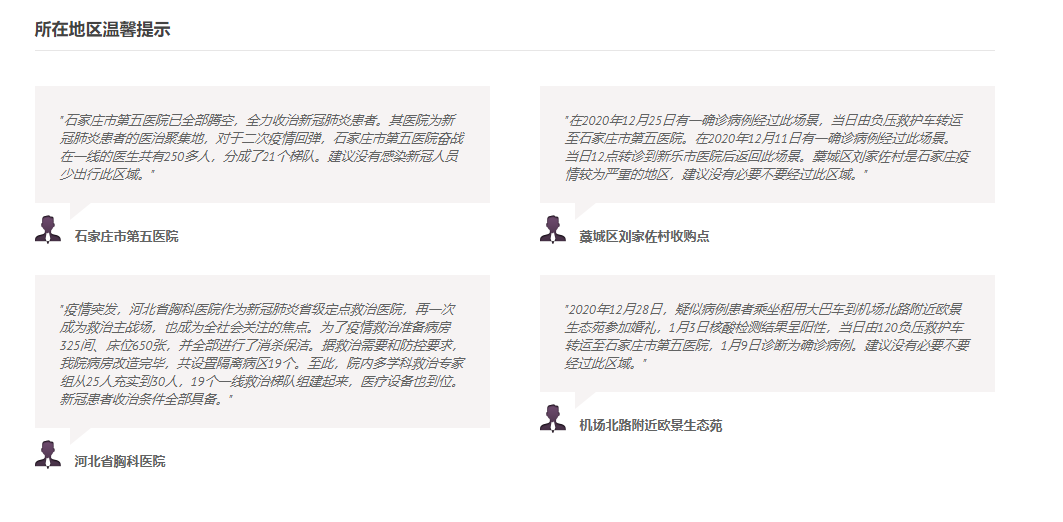 所在地区温馨提示
"石家庄市第五医院已全部腾空，全力收治新冠肺炎患者。其医院为新
冠肺炎患者的医治聚集地，对于二次疫情回弹，石家庄市第五医院奋战
在一线的医生共有250多人，分成了21个梯队。建议没有感染新冠人员
少出行此区域。"
石家庄市第五医院
"在2020年12月25日有一确诊病例经过此场景，当日由负压救护车转运
至石家庄市第五医院。在2020年12月11日有一确诊病例经过此场景。
当日12点转诊到新乐市医院后返回此场景。藁城区刘家佐村是石家庄疫
情较为严重的地区，建议没有必要不要经过此区域。"
藁城区刘家佐村收购点
"疫情突发，河北省胸科医院作为新冠肺炎省级定点救治医院，再一次
成为救治主战场，也成为全社会关注的焦点。为了疫情救治准备病房
325间、床位650张，并全部进行了消杀保洁。据救治需要和防控要求，
我院病房改造完毕，共设置隔离病区19个。至此，院内多学科救治专家
组从25人充实到30人，19个一线救治梯队组建起来，医疗设备也到位。
新冠患者收治条件全部具备。"
河北省胸科医院
"2020年12月28日，疑似病例患者乘坐租用大巴车到机场北路附近欧景
生态苑参加婚礼，1月3日核酸检测结果呈阳性，当日由120负压救护车
转运至石家庄市第五医院，1月9日诊断为确诊病例。建议没有必要不要
经过此区域。"
机场北路附近欧景生态苑